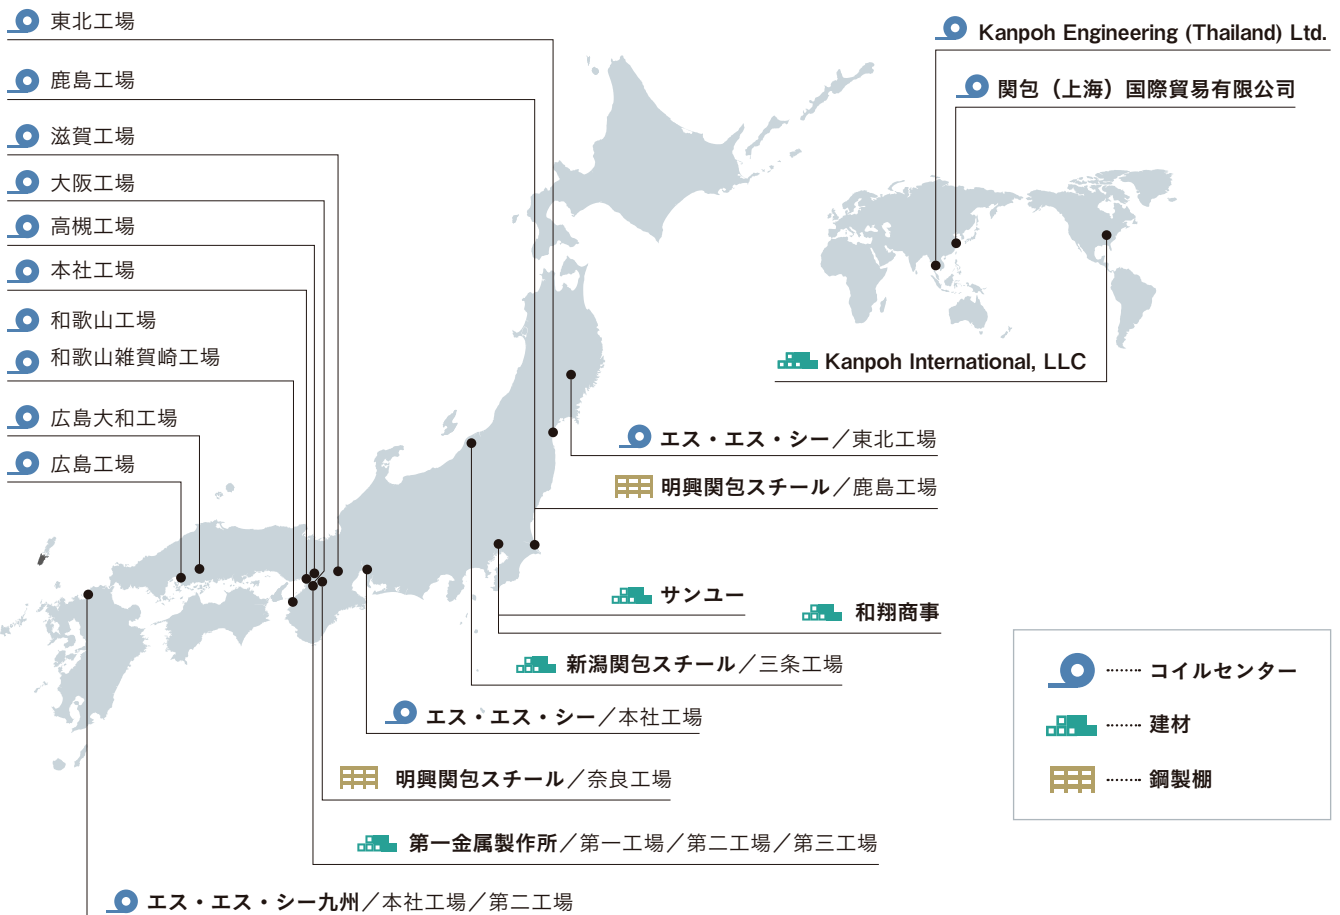 東北工場
鹿島工場
滋賀工場
大阪工場
高槻工場
本社工場
和歌山工場
和歌山雑賀崎工場
広島大和工場
広島工場
Kanpoh Engineering (Thailand) Ltd.
関包（上海）国際貿易有限公司
Kanpoh International, LLC
エス・エス・シー／東北工場
明興関包スチール／鹿島工場
サンユー
和翔商事
新潟関包スチール／三条工場
エス・エス・シー／本社工場
明興関包スチール／奈良工場
第一金属製作所／第一工場／第二工場／第三工場
エス・エス・シー九州／本社工場／第二工場
コイルセンター
建材
鋼製棚